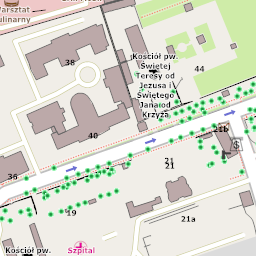 Warsztat
Kulinarny
38
Kościół pw.
Świętej
Teresy od
Jezusa i
Świętego
Jana od
Krzyża
44
40
21b
$
21
21
36
19
21a
Kościół pw.
Szpital